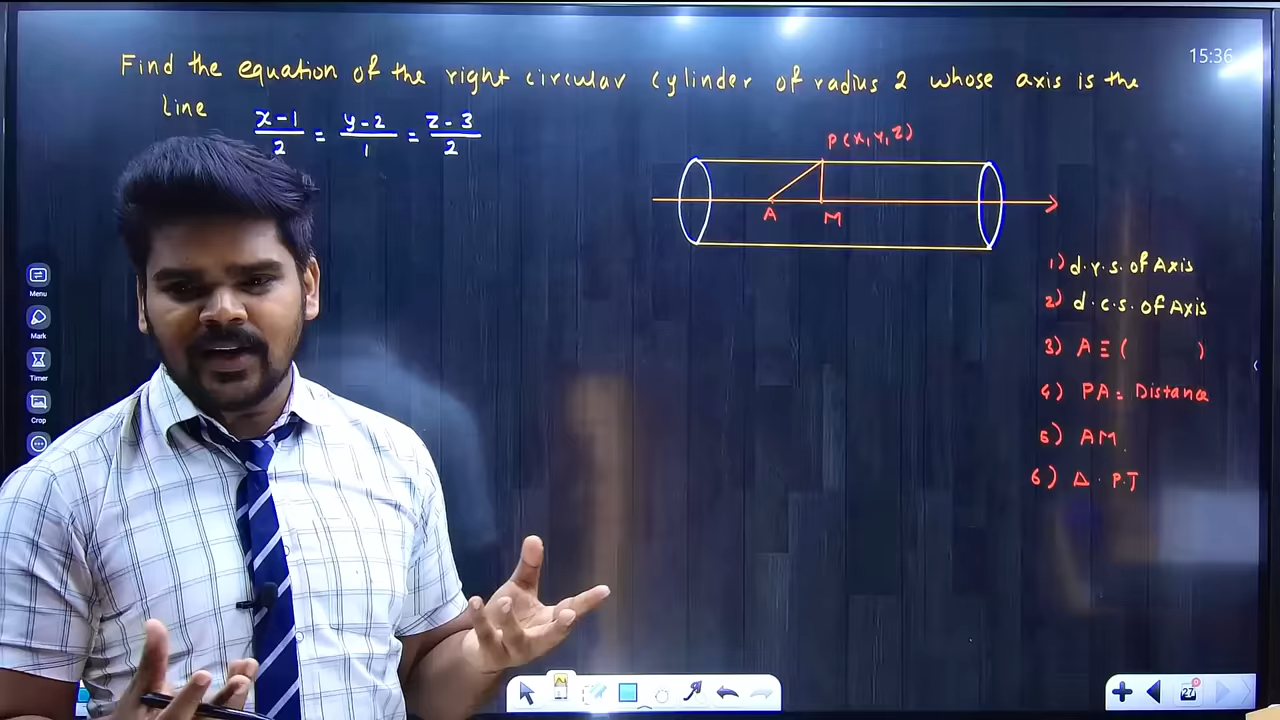 15:36
Find the equation of the right circular cylinder of radius 2 whose axis is the
line x-1/2 = y-2/1 = z-3/2
P(x,y,z)
A M
1) d.r.s. of Axis
2) d.c.s. of Axis
3) A ≡ ( )
4) PA = Distance
5) AM.
6) Δ. P.T
Menu
Mark
Timer
Crop
27